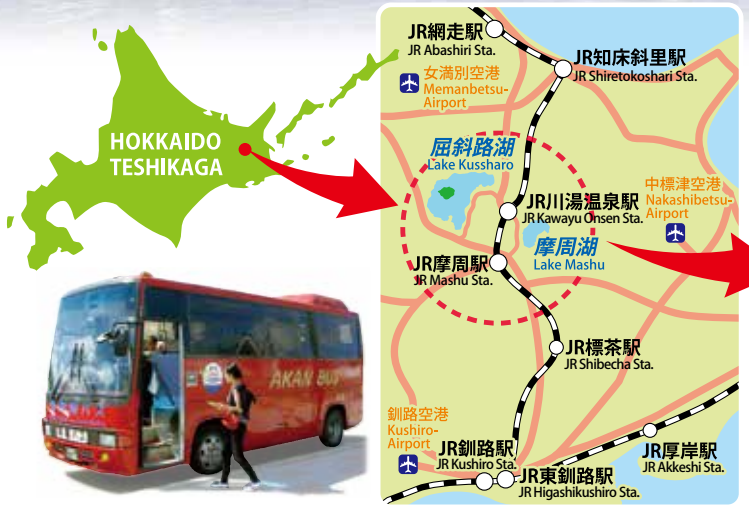 HOKKAIDO
TESHIKAGA
AKAN BUS
JR網走駅
JR Abashiri Sta.
JR知床斜里駅
JR Shiretokoshari Sta.
女満別空港
Memanbetsu-
Airport
屈斜路湖
Lake Kussharo
JR川湯温泉駅
JR Kawayu Onsen Sta.
中標津空港
Nakashibetsu-
Airport
摩周湖
Lake Mashu
JR摩周駅
JR Mashu Sta.
JR標茶駅
JR Shibecha Sta.
釧路空港
Kushiro-
Airport
JR釧路駅
JR Kushiro Sta.
JR東釧路駅
JR Higashikushiro Sta.
JR厚岸駅
JR Akkeshi Sta.